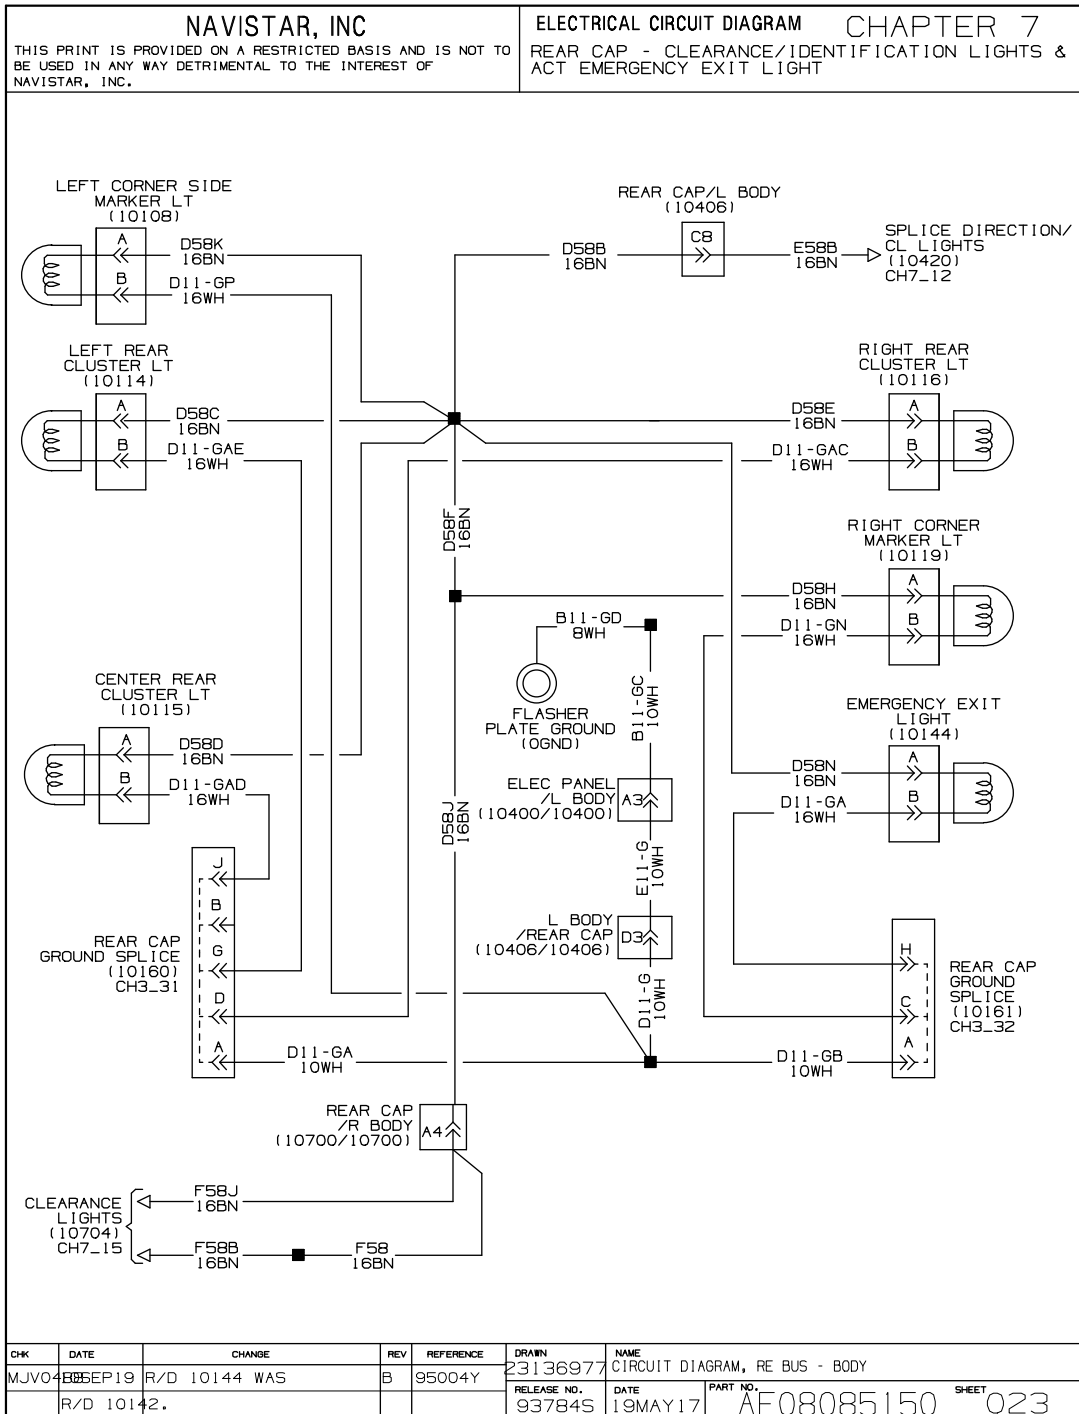 NAVISTAR, INC
THIS PRINT IS PROVIDED ON A RESTRICTED BASIS AND IS NOT TO
BE USED IN ANY WAY DETRIMENTAL TO THE INTEREST OF
NAVISTAR, INC.
ELECTRICAL CIRCUIT DIAGRAM CHAPTER 7
REAR CAP - CLEARANCE/IDENTIFICATION LIGHTS &
ACT EMERGENCY EXIT LIGHT
LEFT CORNER SIDE
MARKER LT
(10108)
A
D58K
16BN
B
D11-GP
16WH
REAR CAP/L BODY
(10406)
C8
D58B
16BN
E58B
16BN
SPLICE DIRECTION/
CL LIGHTS
(10420)
CH7_12
LEFT REAR
CLUSTER LT
(10114)
A
D58C
16BN
B
D11-GAE
16WH
RIGHT REAR
CLUSTER LT
(10116)
D58E
16BN
A
D11-GAC
16WH
B
D58F
16BN
RIGHT CORNER
MARKER LT
(10119)
D58H
16BN
A
D11-GN
16WH
B
B11-GD
8WH
FLASHER
PLATE GROUND
(0GND)
B11-GC
10WH
CENTER REAR
CLUSTER LT
(10115)
A
D58D
16BN
B
D11-GAD
16WH
EMERGENCY EXIT
LIGHT
(10144)
D58N
16BN
A
D11-GA
16WH
B
ELEC PANEL
/L BODY
(10400/10400)
A3
D58J
16BN
E11-G
10WH
L BODY
/REAR CAP
(10406/10406)
D3
D11-G
10WH
REAR CAP
GROUND SPLICE
(10160)
CH3_31
J
B
G
D
A
D11-GA
10WH
D11-GB
10WH
H
C
A
REAR CAP
GROUND
SPLICE
(10161)
CH3_32
REAR CAP
/R BODY
(10700/10700)
A4
CLEARANCE
LIGHTS
(10704)
CH7_15
F58J
16BN
F58B
16BN
F58
16BN
CHK DATE CHANGE REV REFERENCE
R/D 10144 WAS B 95004Y
R/D 10142.
DRAWN
23136977
NAME
CIRCUIT DIAGRAM, RE BUS - BODY
RELEASE NO.
93784S
DATE
19MAY17
PART NO.
AF08085150
SHEET
023